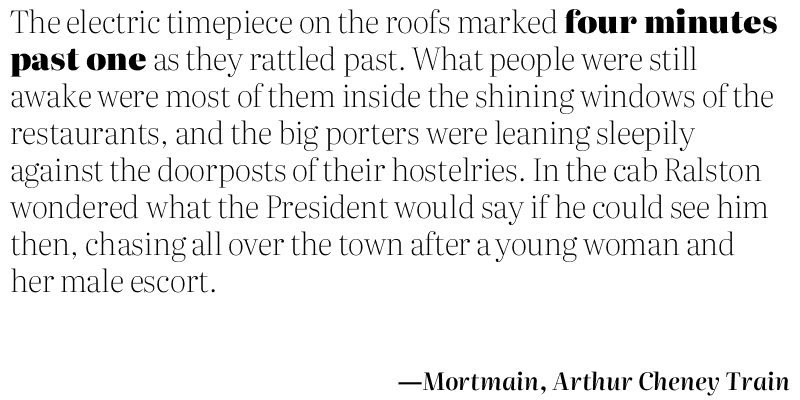 The electric timepiece on the roofs marked four minutes
past one as they rattled past. What people were still
awake were most of them inside the shining windows of the
restaurants, and the big porters were leaning sleepily
against the doorposts of their hostelries. In the cab Ralston
wondered what the President would say if he could see him
then, chasing all over the town after a young woman and
her male escort.
—Mortmain, Arthur Cheney Train